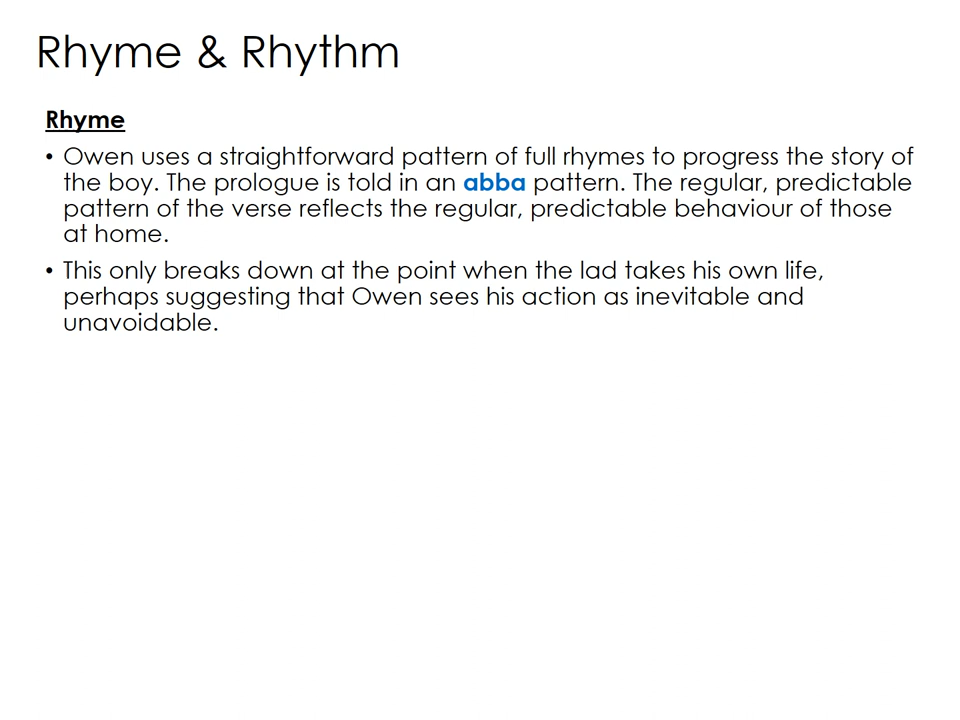 Rhyme & Rhythm
Rhyme
• Owen uses a straightforward pattern of full rhymes to progress the story of
the boy. The prologue is told in an abba pattern. The regular, predictable
pattern of the verse reflects the regular, predictable behaviour of those
at home.
• This only breaks down at the point when the lad takes his own life,
perhaps suggesting that Owen sees his action as inevitable and
unavoidable.